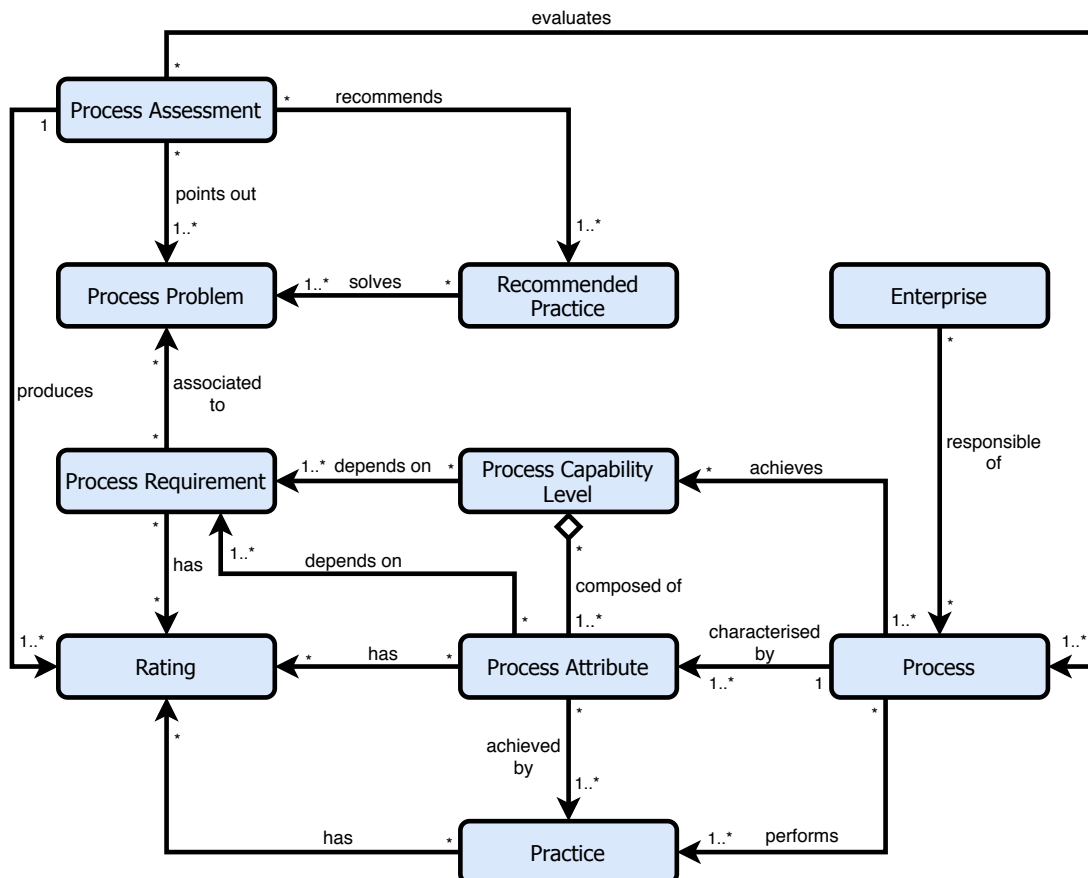 evaluates
*
Process Assessment
*
recommends
1
*
points out
1..*
1..*
Process Problem
1..*
solves
*
Recommended
Practice
Enterprise
*
*
produces
associated
to
responsible
of
*
Process Requirement
1..*
depends on
*
Process Capability
Level
*
achieves
*
has
1..*
depends on
*
composed of
*
*
1..*
characterised
by
1..*
*
1..*
1..*
Rating
*
has
*
Process Attribute
1..*
1
Process
*
*
*
achieved
by
1..*
has
*
Practice
1..*
performs